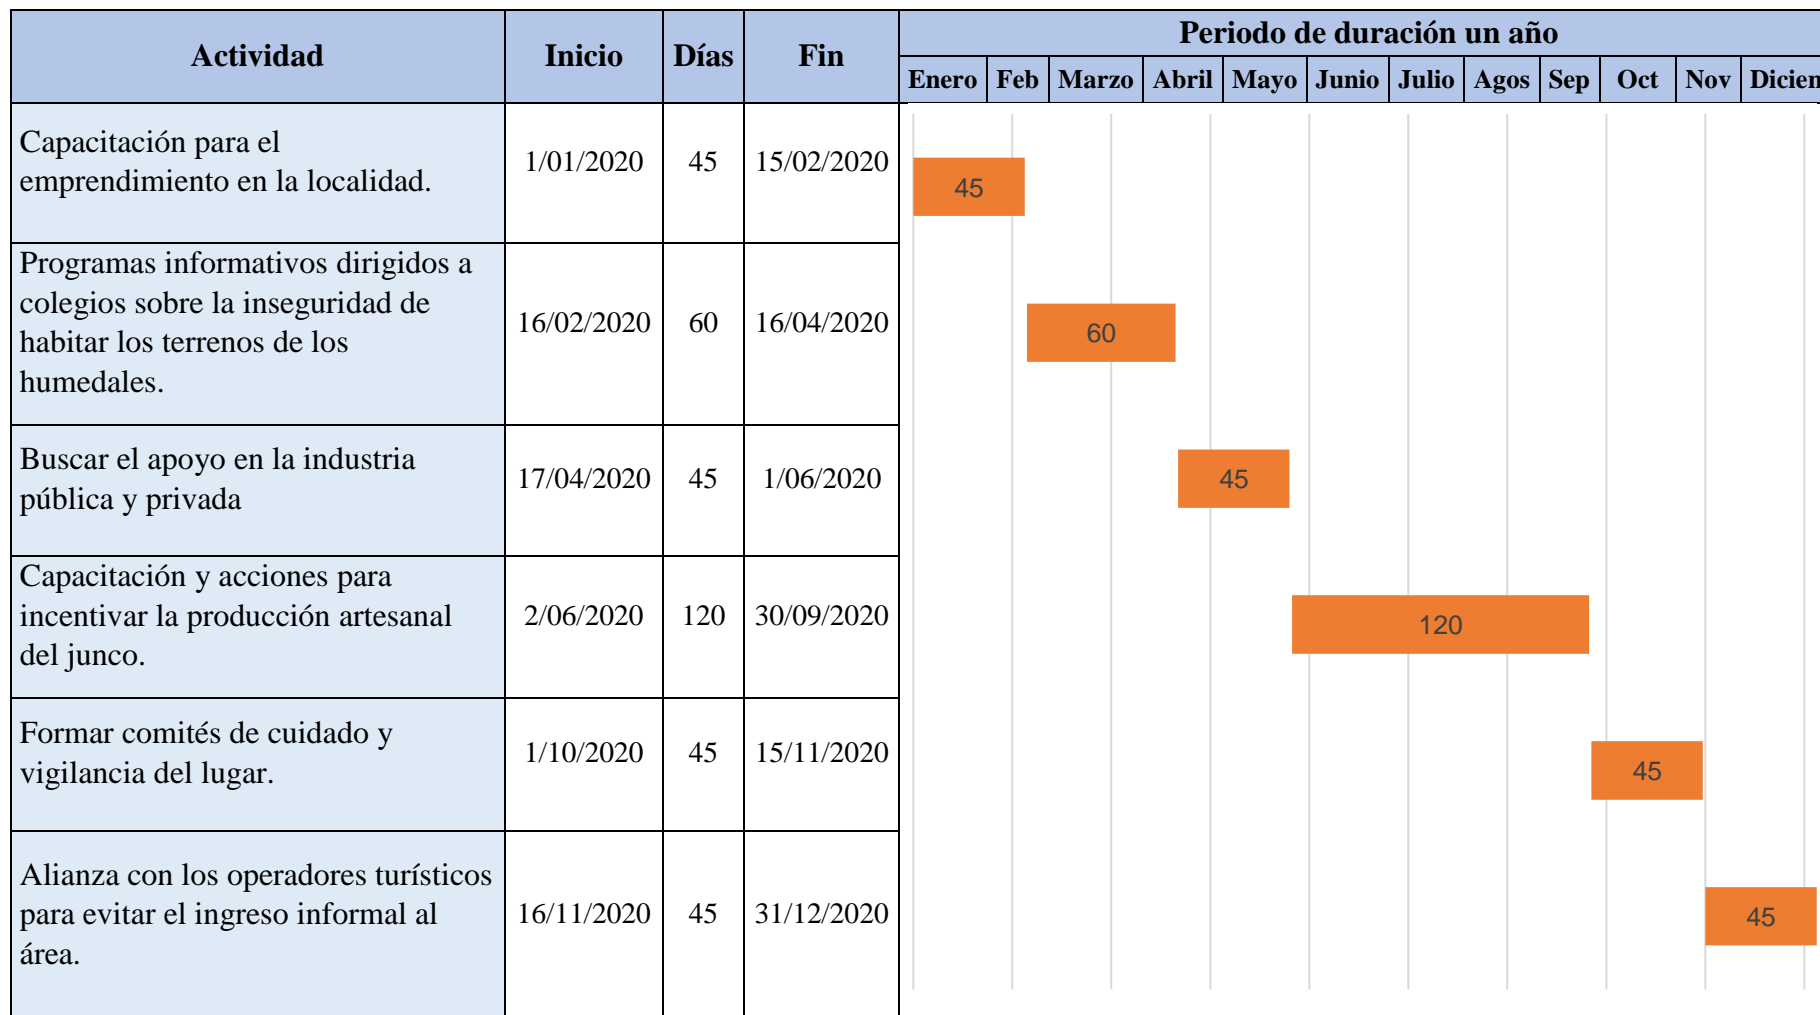 Actividad Inicio Días Fin Periodo de duración un año
Enero Feb Marzo Abril Mayo Junio Julio Agos Sep Oct Nov Dicien
Capacitación para el
emprendimiento en la localidad.
1/01/2020 45 15/02/2020
45
Programas informativos dirigidos a
colegios sobre la inseguridad de
habitar los terrenos de los
humedales.
16/02/2020 60 16/04/2020
60
Buscar el apoyo en la industria
pública y privada
17/04/2020 45 1/06/2020
45
Capacitación y acciones para
incentivar la producción artesanal
del junco.
2/06/2020 120 30/09/2020
120
Formar comités de cuidado y
vigilancia del lugar.
1/10/2020 45 15/11/2020
45
Alianza con los operadores turísticos
para evitar el ingreso informal al
área.
16/11/2020 45 31/12/2020
45